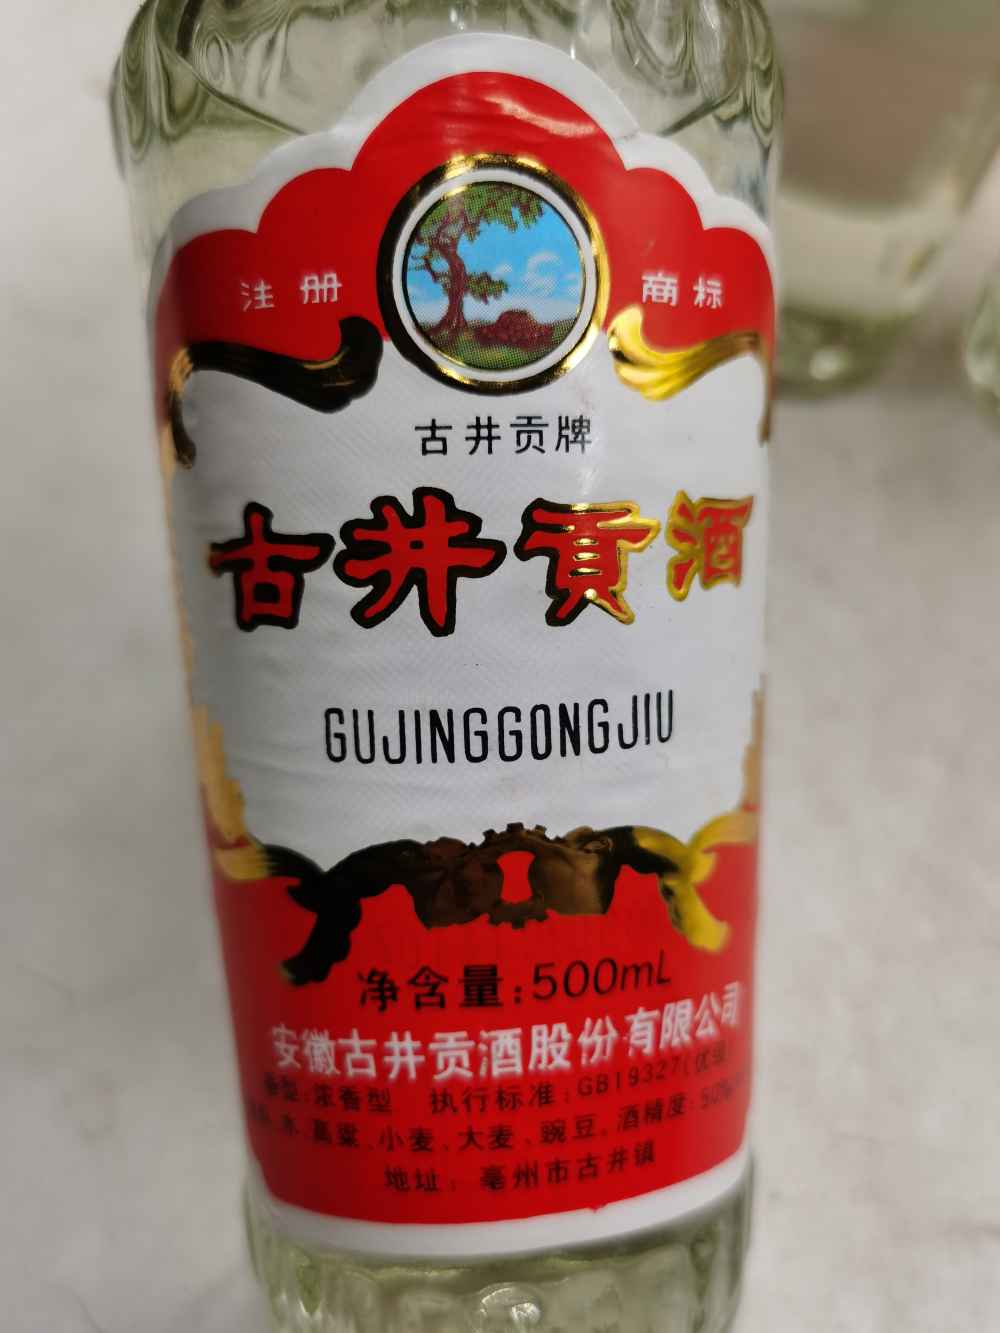 注册 商标
古井贡牌
古井贡酒
GUJINGGONGJIU
净含量:500mL
安徽古井贡酒股份有限公司
香型:浓香型 执行标准:GB19327(优级)
水、高粱、小麦、大麦、豌豆, 酒精度:50%
地址: 亳州市古井镇